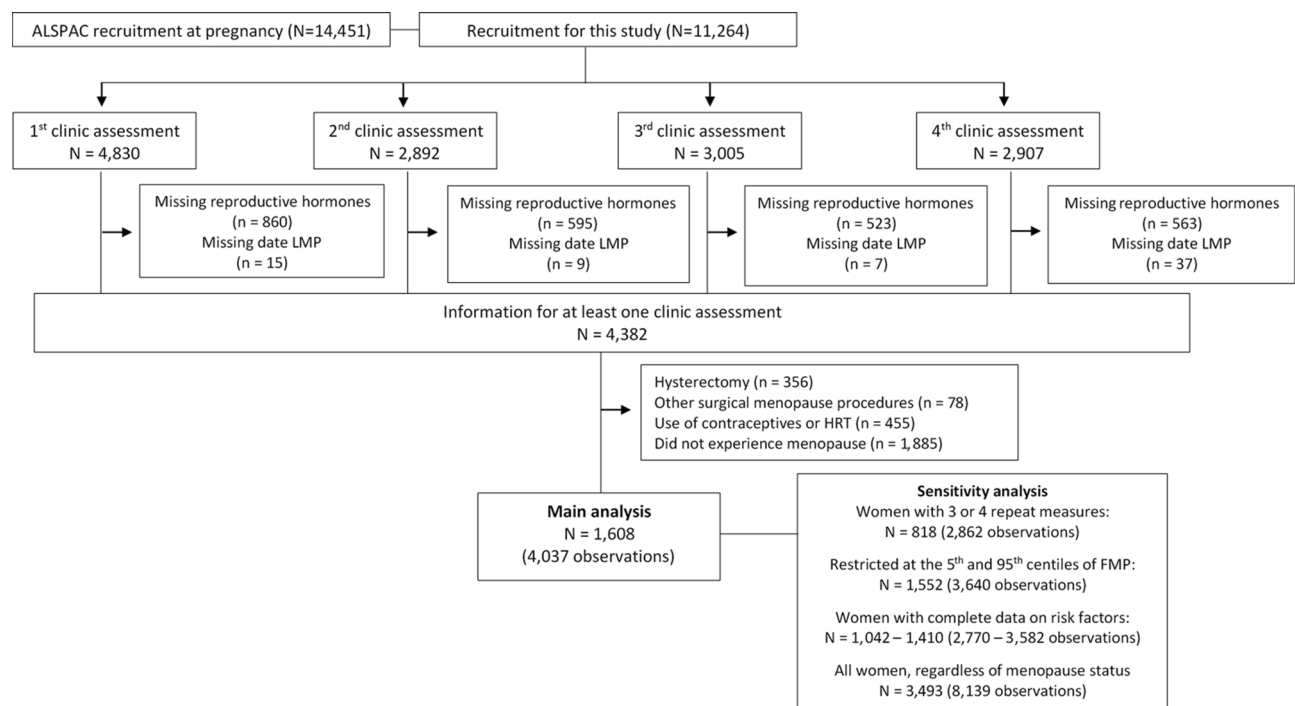 ALSPAC recruitment at pregnancy (N=14,451)
Recruitment for this study (N=11,264)
1st clinic assessment
N = 4,830
2nd clinic assessment
N = 2,892
3rd clinic assessment
N = 3,005
4th clinic assessment
N = 2,907
Missing reproductive hormones
(n = 860)
Missing date LMP
(n = 15)
Missing reproductive hormones
(n = 595)
Missing date LMP
(n = 9)
Missing reproductive hormones
(n = 523)
Missing date LMP
(n = 7)
Missing reproductive hormones
(n = 563)
Missing date LMP
(n = 37)
Information for at least one clinic assessment
N = 4,382
Hysterectomy (n = 356)
Other surgical menopause procedures (n = 78)
Use of contraceptives or HRT (n = 455)
Did not experience menopause (n = 1,885)
Main analysis
N = 1,608
(4,037 observations)
Sensitivity analysis
Women with 3 or 4 repeat measures:
N = 818 (2,862 observations)
Restricted at the 5th and 95th centiles of FMP:
N = 1,552 (3,640 observations)
Women with complete data on risk factors:
N = 1,042 – 1,410 (2,770 – 3,582 observations)
All women, regardless of menopause status
N = 3,493 (8,139 observations)